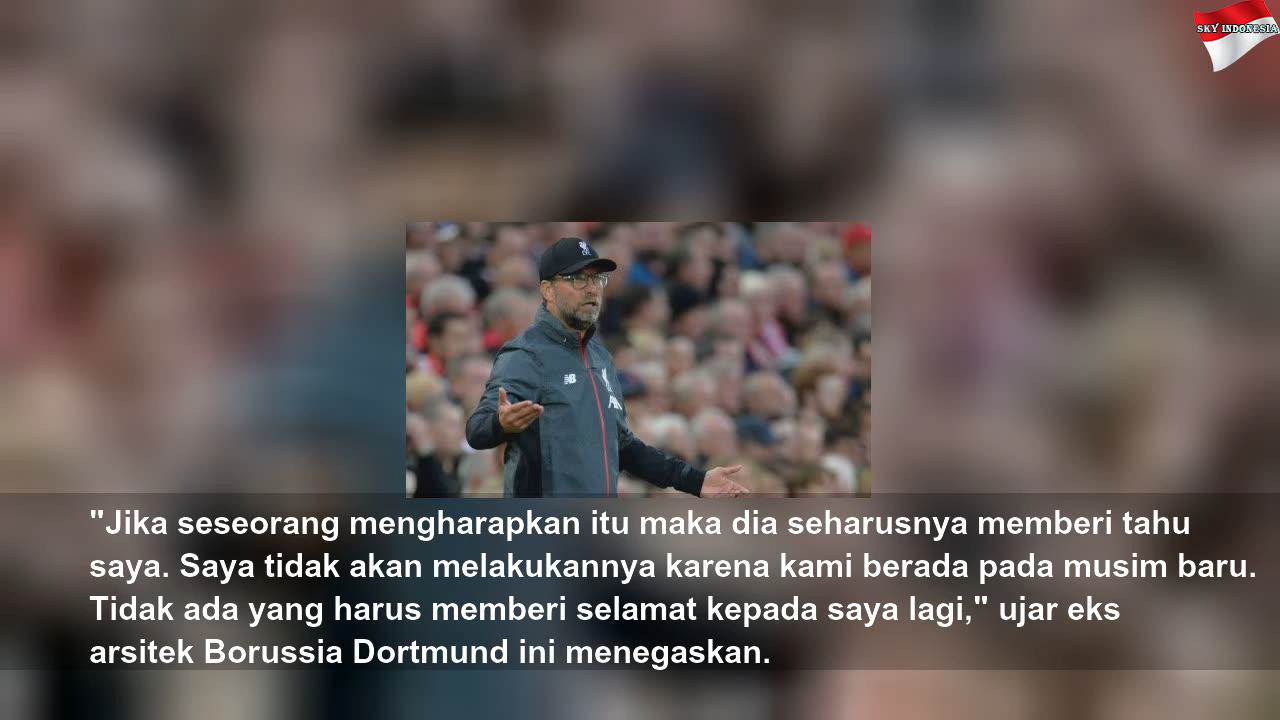 SKY INDONESIA
"Jika seseorang mengharapkan itu maka dia seharusnya memberi tahu
saya. Saya tidak akan melakukannya karena kami berada pada musim baru.
Tidak ada yang harus memberi selamat kepada saya lagi," ujar eks
arsitek Borussia Dortmund ini menegaskan.